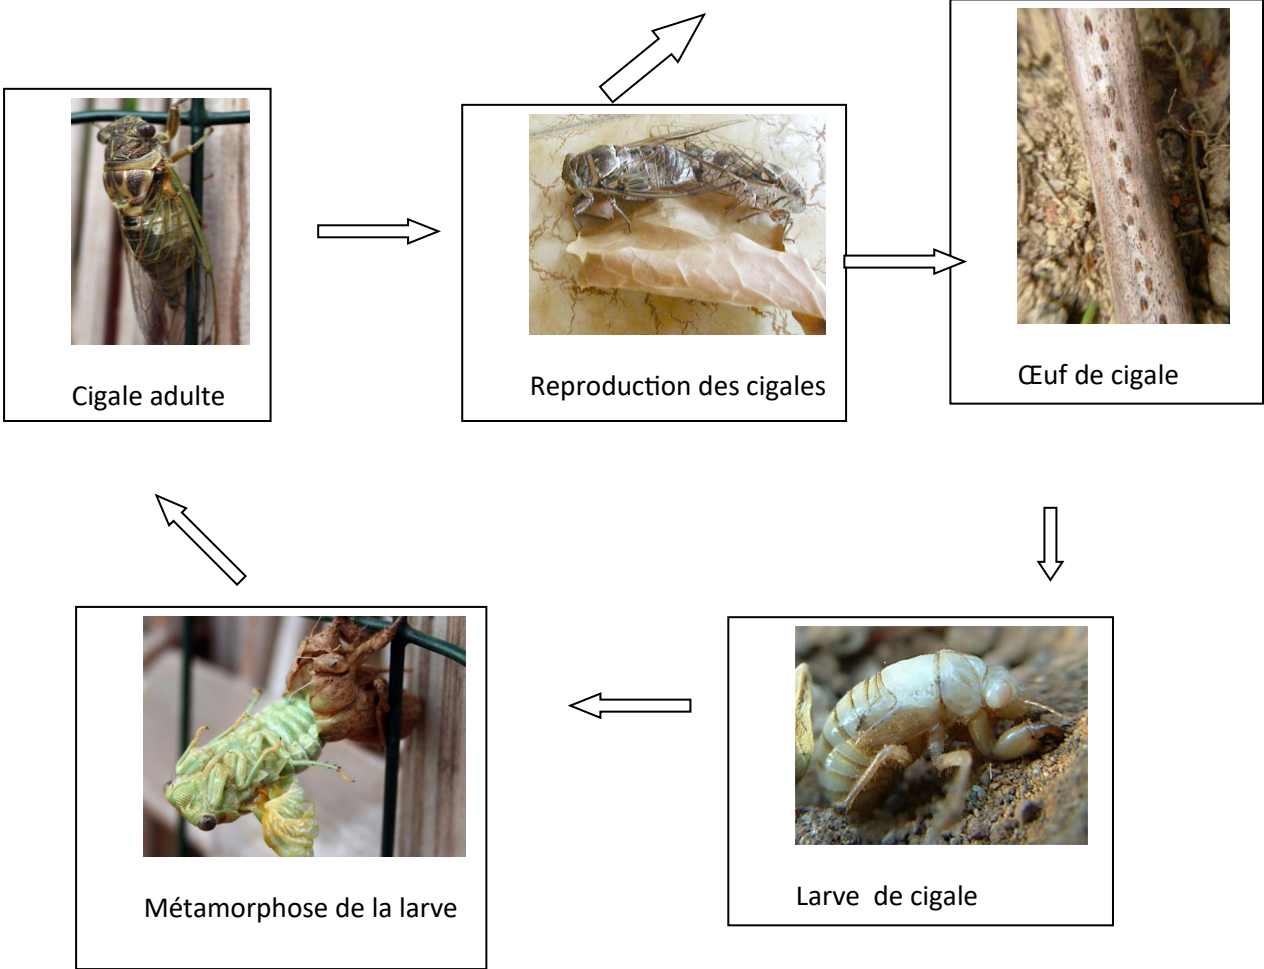 Cigale adulte
Reproduction des cigales
Œuf de cigale
Métamorphose de la larve
Larve  de cigale